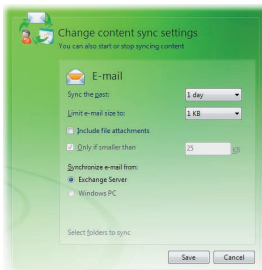 Change content sync settings
You can also start or stop syncing content
E-mail
Sync the past: 1 day
Limit e-mail size to: 1 KB
Include file attachments
Only if smaller than 25 KB
Synchronize e-mail from:
Exchange Server
Windows PC
Select folders to sync
Save Cancel